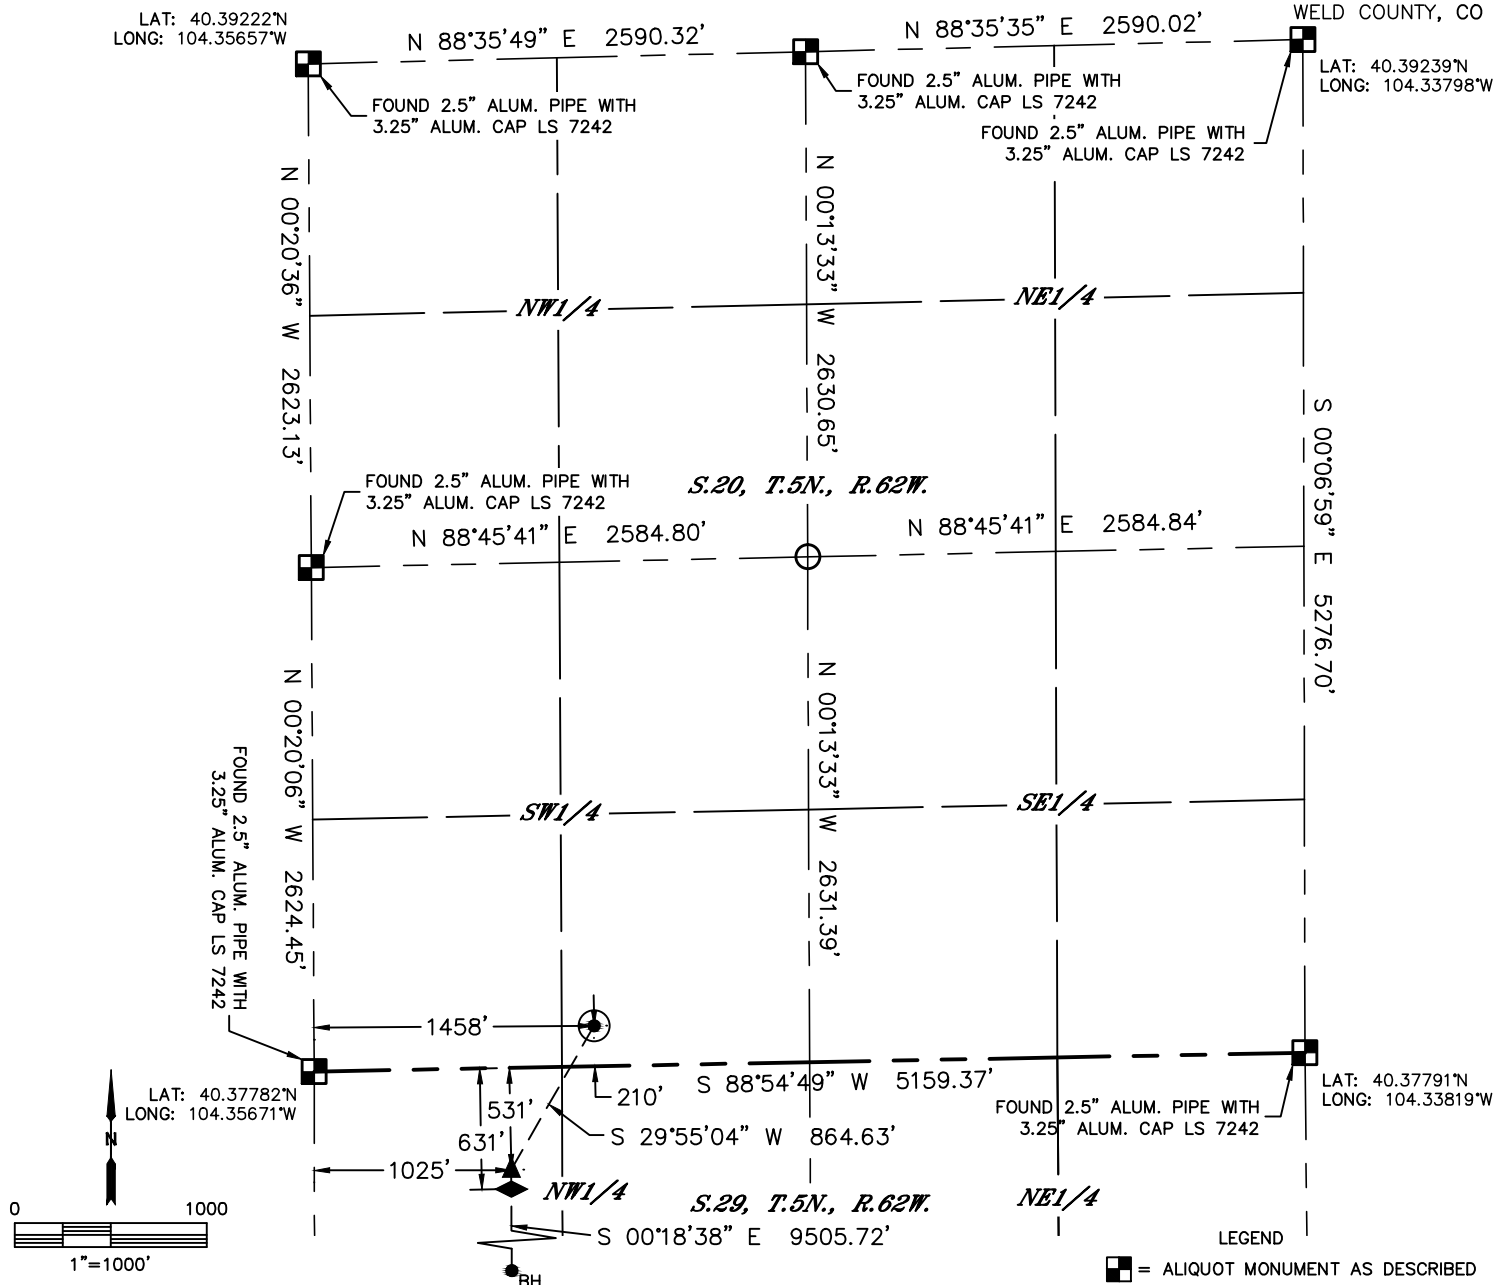 WELD COUNTY, CO
LAT: 40.39222°N
LONG: 104.35657°W
N 88°35'49" E 2590.32'
N 88°35'35" E 2590.02'
LAT: 40.39239°N
LONG: 104.33798°W
FOUND 2.5" ALUM. PIPE WITH
3.25" ALUM. CAP LS 7242
FOUND 2.5" ALUM. PIPE WITH
3.25" ALUM. CAP LS 7242
FOUND 2.5" ALUM. PIPE WITH
3.25" ALUM. CAP LS 7242
N 00°20'36" W 2623.13'
N 00°13'33" W 2630.65'
NW1/4
NE1/4
S 00°06'59" E 5276.70'
FOUND 2.5" ALUM. PIPE WITH
3.25" ALUM. CAP LS 7242
S.20, T.5N., R.62W.
N 88°45'41" E 2584.80'
N 88°45'41" E 2584.84'
N 00°20'06" W 2624.45'
N 00°13'33" W 2631.39'
SW1/4
SE1/4
FOUND 2.5" ALUM. PIPE WITH
3.25" ALUM. CAP LS 7242
1458'
LAT: 40.37782°N
LONG: 104.35671°W
531'
210'
S 88°54'49" W 5159.37'
LAT: 40.37791°N
LONG: 104.33819°W
FOUND 2.5" ALUM. PIPE WITH
3.25" ALUM. CAP LS 7242
631'
S 29°55'04" W 864.63'
N
1025'
NW1/4
S.29, T.5N., R.62W.
NE1/4
0 1000
1"=1000'
S 00°18'38" E 9505.72'
BH
LEGEND
= ALIQUOT MONUMENT AS DESCRIBED